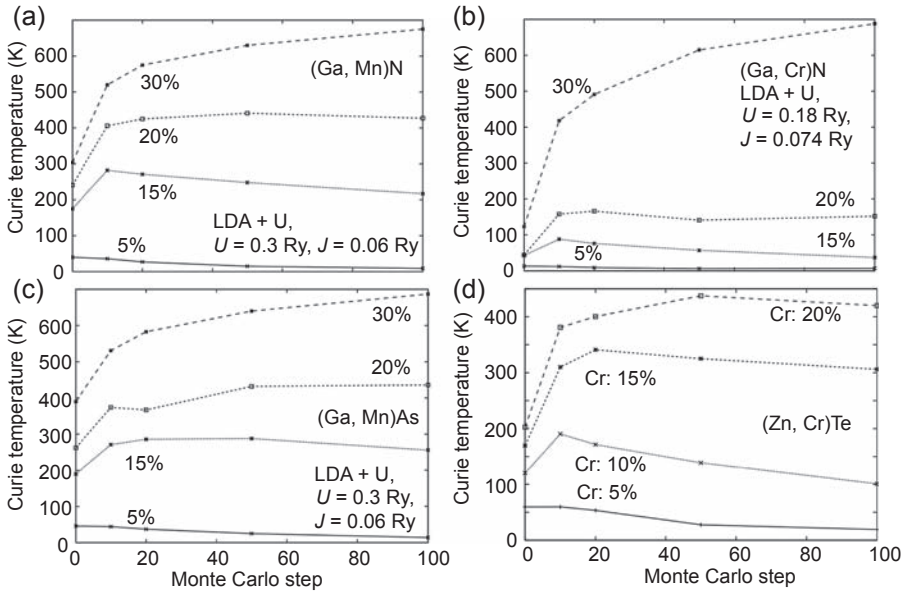 (a)
Curie temperature (K)
600
500
400
300
200
100
0
30%
20%
15%
5%
(Ga, Mn)N
LDA + U,
U = 0.3 Ry, J = 0.06 Ry
(b)
Curie temperature (K)
600
500
400
300
200
100
0
30%
(Ga, Cr)N
LDA + U,
U = 0.18 Ry,
J = 0.074 Ry
20%
15%
5%
(c)
Curie temperature (K)
600
500
400
300
200
100
0
30%
20%
(Ga, Mn)As
15%
LDA + U,
U = 0.3 Ry,
J = 0.06 Ry
5%
0 20 40 60 80 100
Monte Carlo step
(d)
Curie temperature (K)
400
300
200
100
0
Cr: 20%
Cr: 15%
(Zn, Cr)Te
Cr: 10%
Cr: 5%
0 20 40 60 80 100
Monte Carlo step